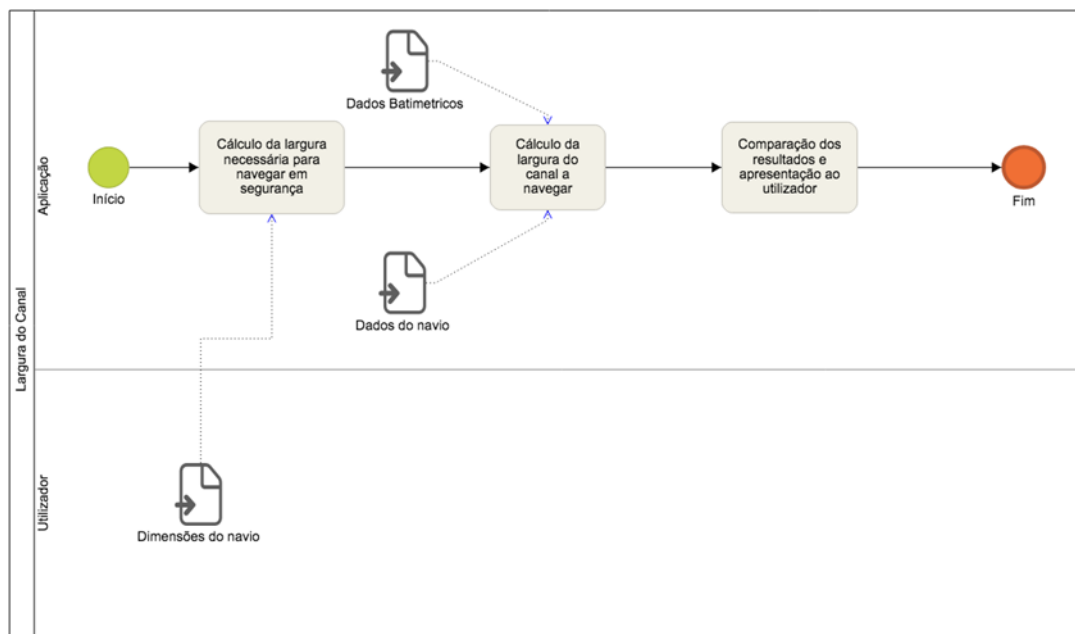 Largura do Canal
Aplicação
Dados Batimetricos
Início
Cálculo da largura
necessária para
navegar em
segurança
Cálculo da
largura do
canal a
navegar
Comparação dos
resultados e
apresentação ao
utilizador
Fim
Dados do navio
Utilizador
Dimensões do navio